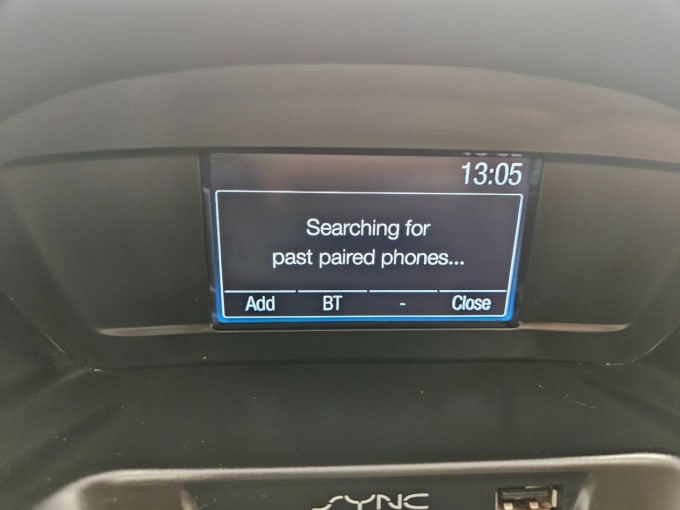 13:05
Searching for
past paired phones...
Add BT - Close
SYNC